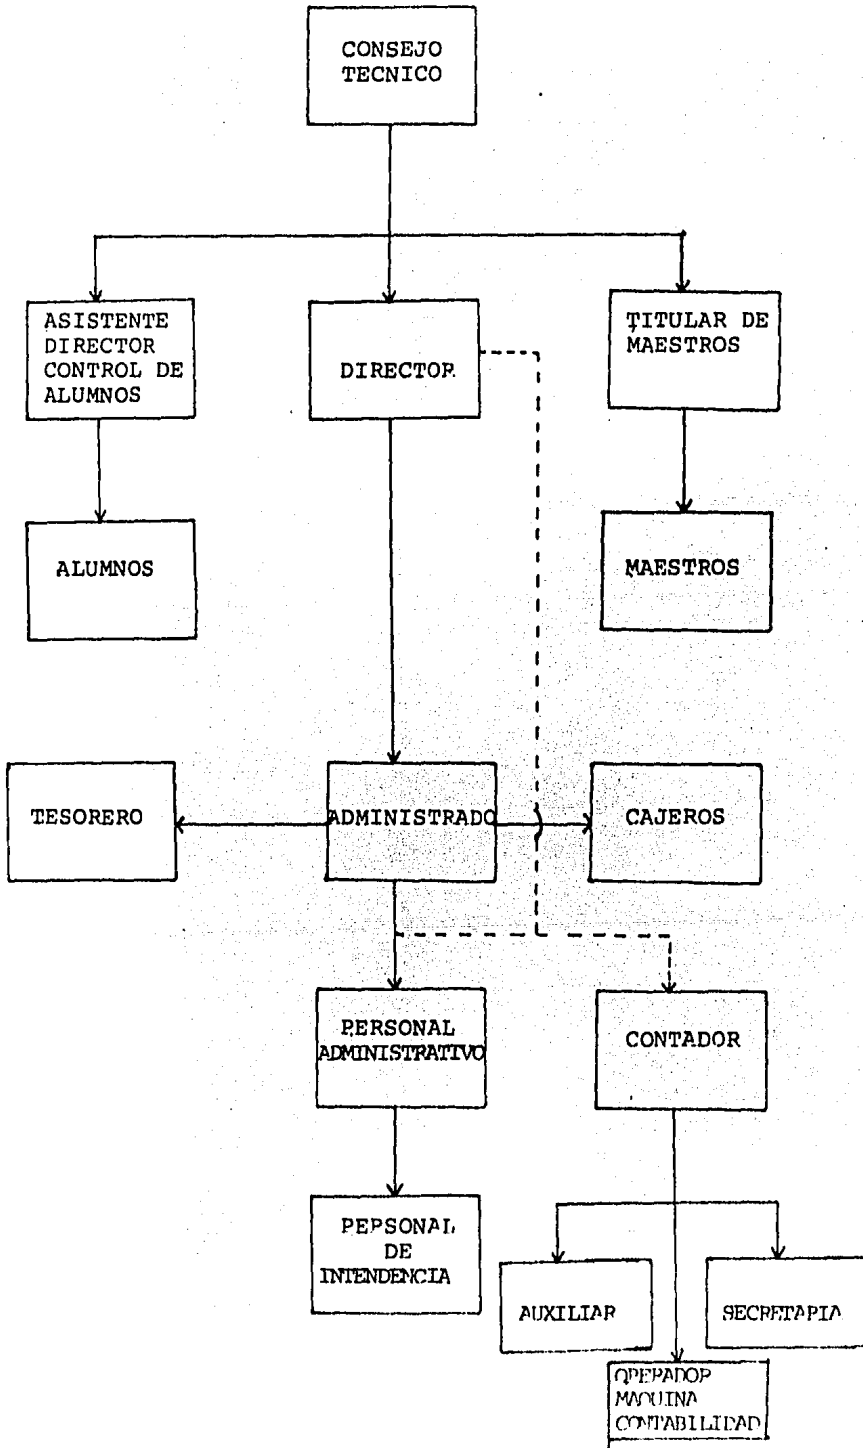 CONSEJO
TECNICO
ASISTENTE
DIRECTOR
CONTROL DE
ALUMNOS
DIRECTOR
TITULAR DE
MAESTROS
ALUMNOS
MAESTROS
TESORERO
ADMINISTRADO
CAJEROS
PERSONAL
ADMINISTRATIVO
CONTADOR
PERSONAL
DE
INTENDENCIA
AUXILIAR
SECRETARIA
OPERADOR
MAQUINA
CONTABILIDAD